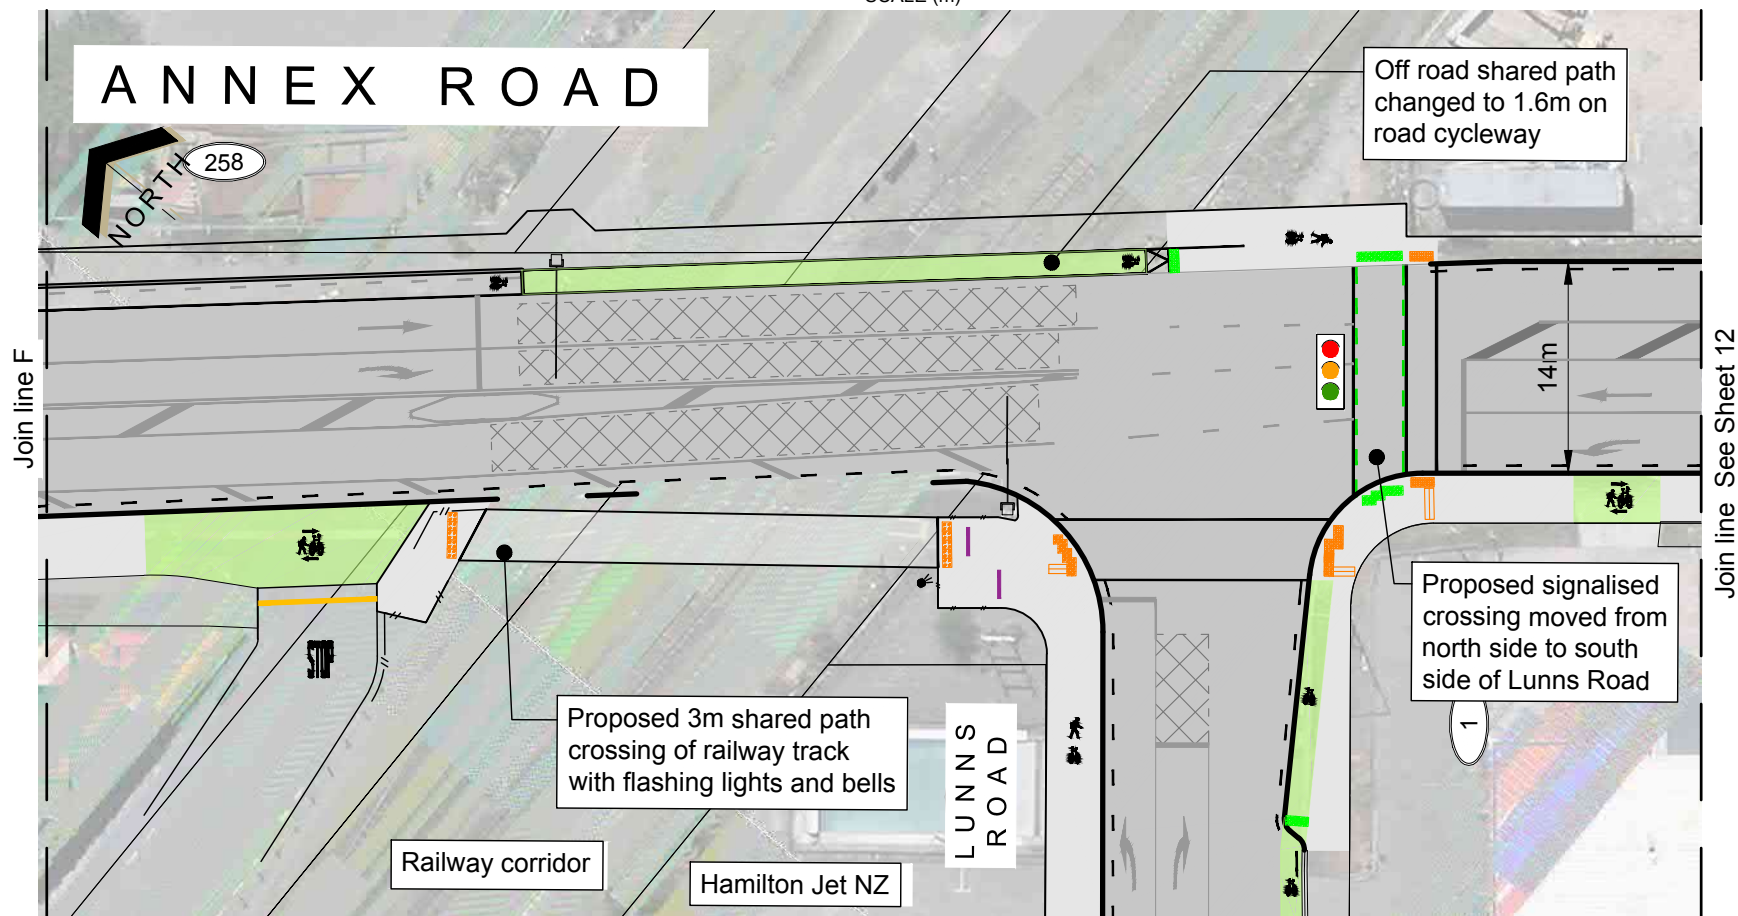 SCALE (m)
ANNEX ROAD
NORTH
258
Off road shared path
changed to 1.6m on
road cycleway
Join line F
14m
Join line See Sheet 12
Proposed signalised
crossing moved from
north side to south
side of Lunns Road
1
Proposed 3m shared path
crossing of railway track
with flashing lights and bells
LUNNS
ROAD
Railway corridor
Hamilton Jet NZ